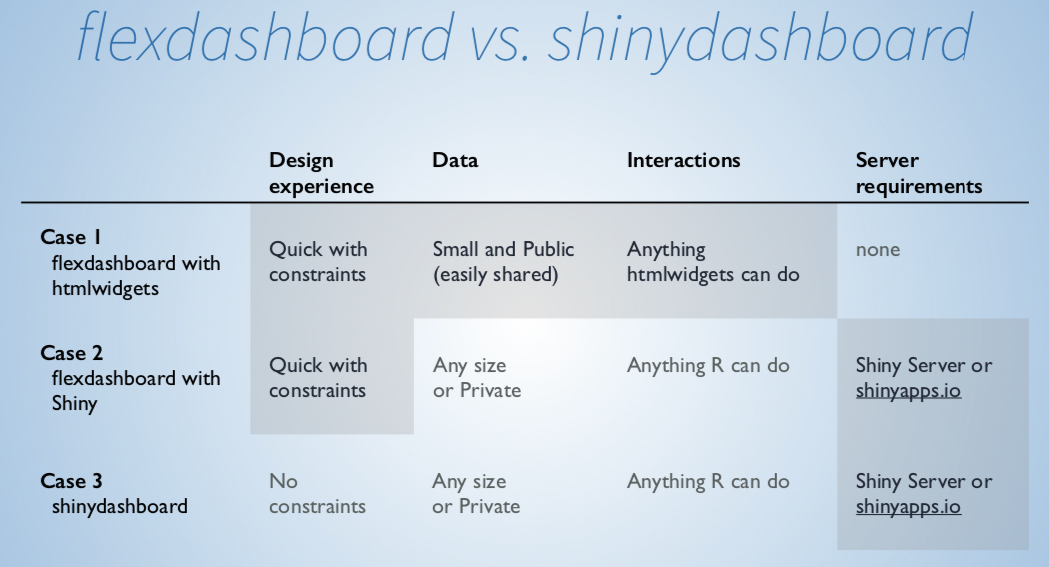 flexdashboard vs. shinydashboard
Design experience
Data
Interactions
Server requirements
Case 1
flexdashboard with
htmlwidgets
Quick with
constraints
Small and Public
(easily shared)
Anything
htmlwidgets can do
none
Case 2
flexdashboard with
Shiny
Quick with
constraints
Any size
or Private
Anything R can do
Shiny Server or
shinyapps.io
Case 3
shinydashboard
No
constraints
Any size
or Private
Anything R can do
Shiny Server or
shinyapps.io